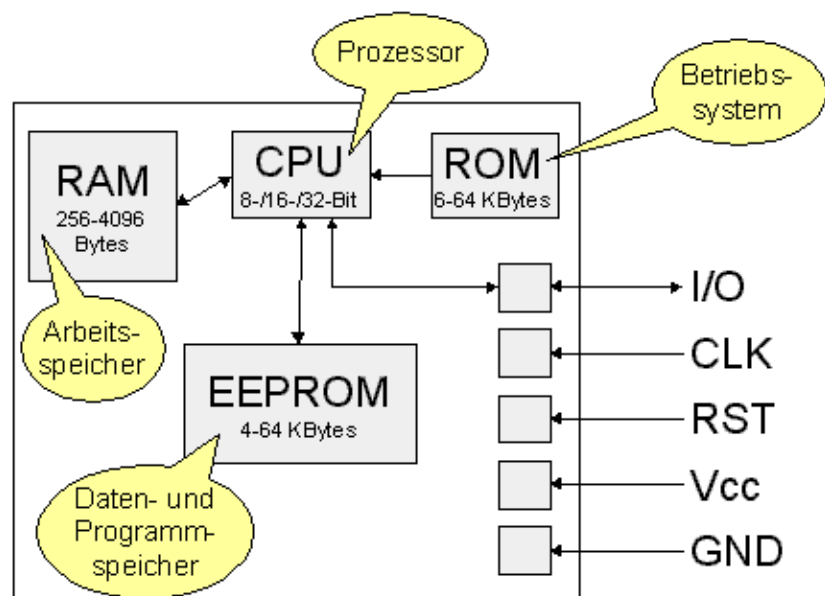 Prozessor
Betriebs-
system
RAM
256-4096
Bytes
CPU
8-/16-/32-Bit
ROM
6-64 KBytes
Arbeits-
speicher
EEPROM
4-64 KBytes
Daten- und
Programm-
speicher
I/O
CLK
RST
Vcc
GND